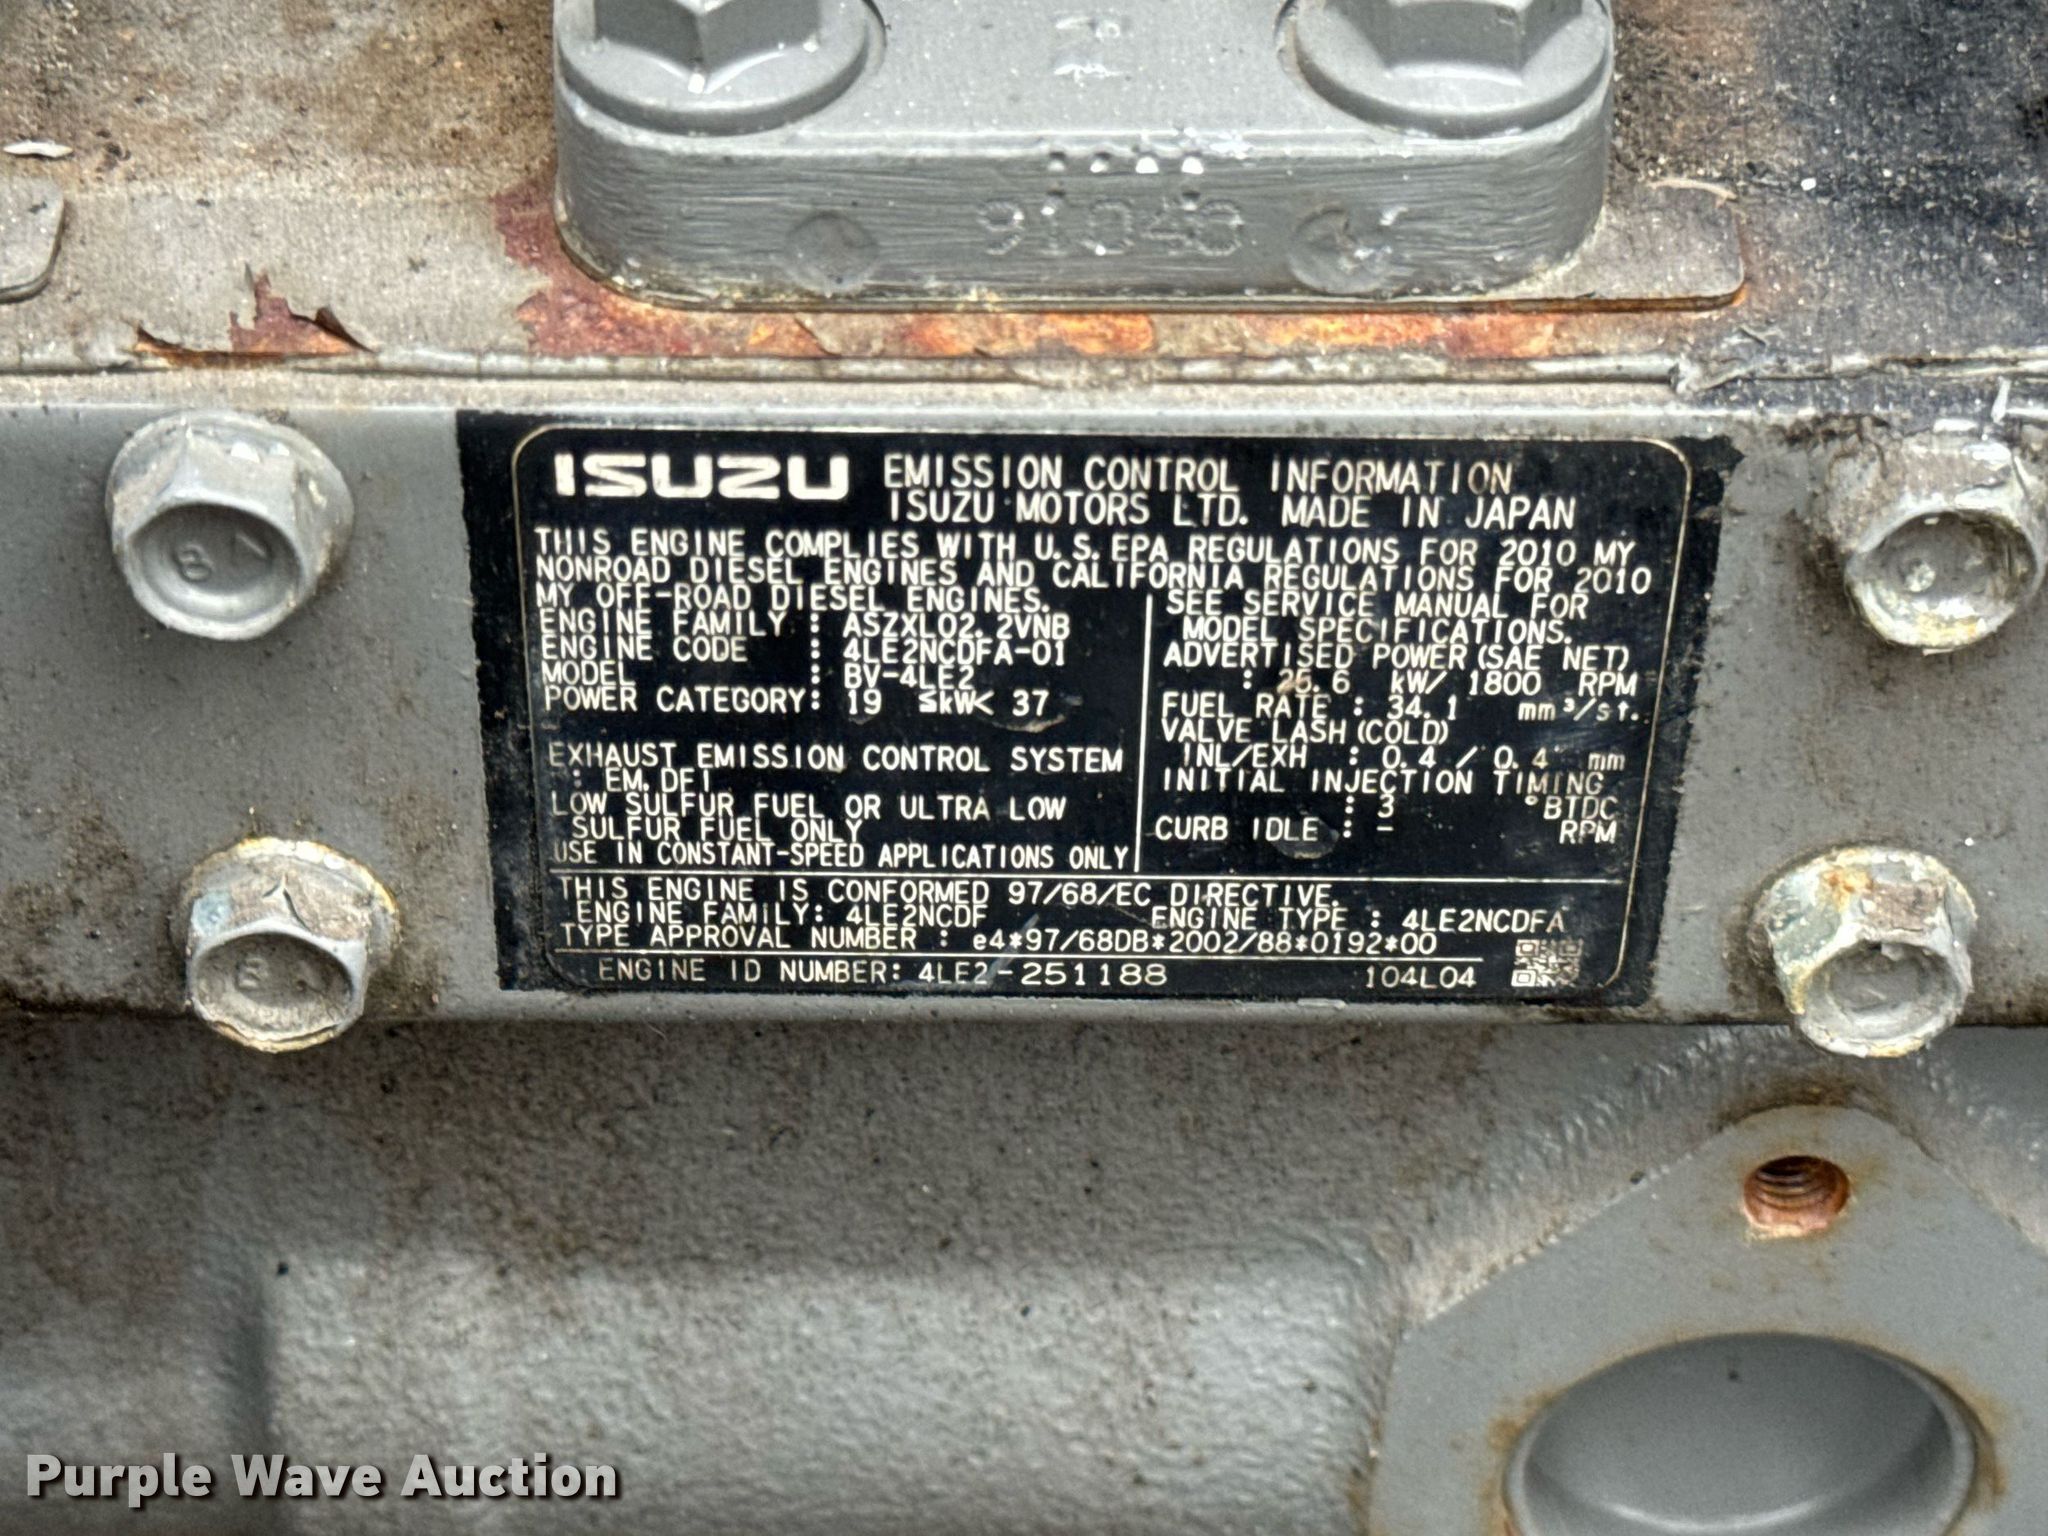 91043
ISUZU EMISSION CONTROL INFORMATION
ISUZU MOTORS LTD. MADE IN JAPAN
THIS ENGINE COMPLIES WITH U.S. EPA REGULATIONS FOR 2010 MY
NONROAD DIESEL ENGINES AND CALIFORNIA REGULATIONS FOR 2010
MY OFF-ROAD DIESEL ENGINES.
ENGINE FAMILY : ASZXL02.2VNB
ENGINE CODE : 4LE2NCDFA-01
MODEL : BV-4LE2
POWER CATEGORY: 19 ≤kW< 37
EXHAUST EMISSION CONTROL SYSTEM
: EM, DFI
LOW SULFUR FUEL OR ULTRA LOW
SULFUR FUEL ONLY
USE IN CONSTANT-SPEED APPLICATIONS ONLY
SEE SERVICE MANUAL FOR
MODEL SPECIFICATIONS.
ADVERTISED POWER (SAE NET)
: 25.6 kW/ 1800 RPM
FUEL RATE : 34.1 mm³/st.
VALVE LASH (COLD)
INL/EXH : 0.4 / 0.4 mm
INITIAL INJECTION TIMING
: 3 °BTDC
CURB IDLE : - RPM
THIS ENGINE IS CONFORMED 97/68/EC DIRECTIVE.
ENGINE FAMILY: 4LE2NCDF ENGINE TYPE : 4LE2NCDFA
TYPE APPROVAL NUMBER : e4*97/68DB*2002/88*0192*00
ENGINE ID NUMBER: 4LE2-251188 104L04
Purple Wave Auction